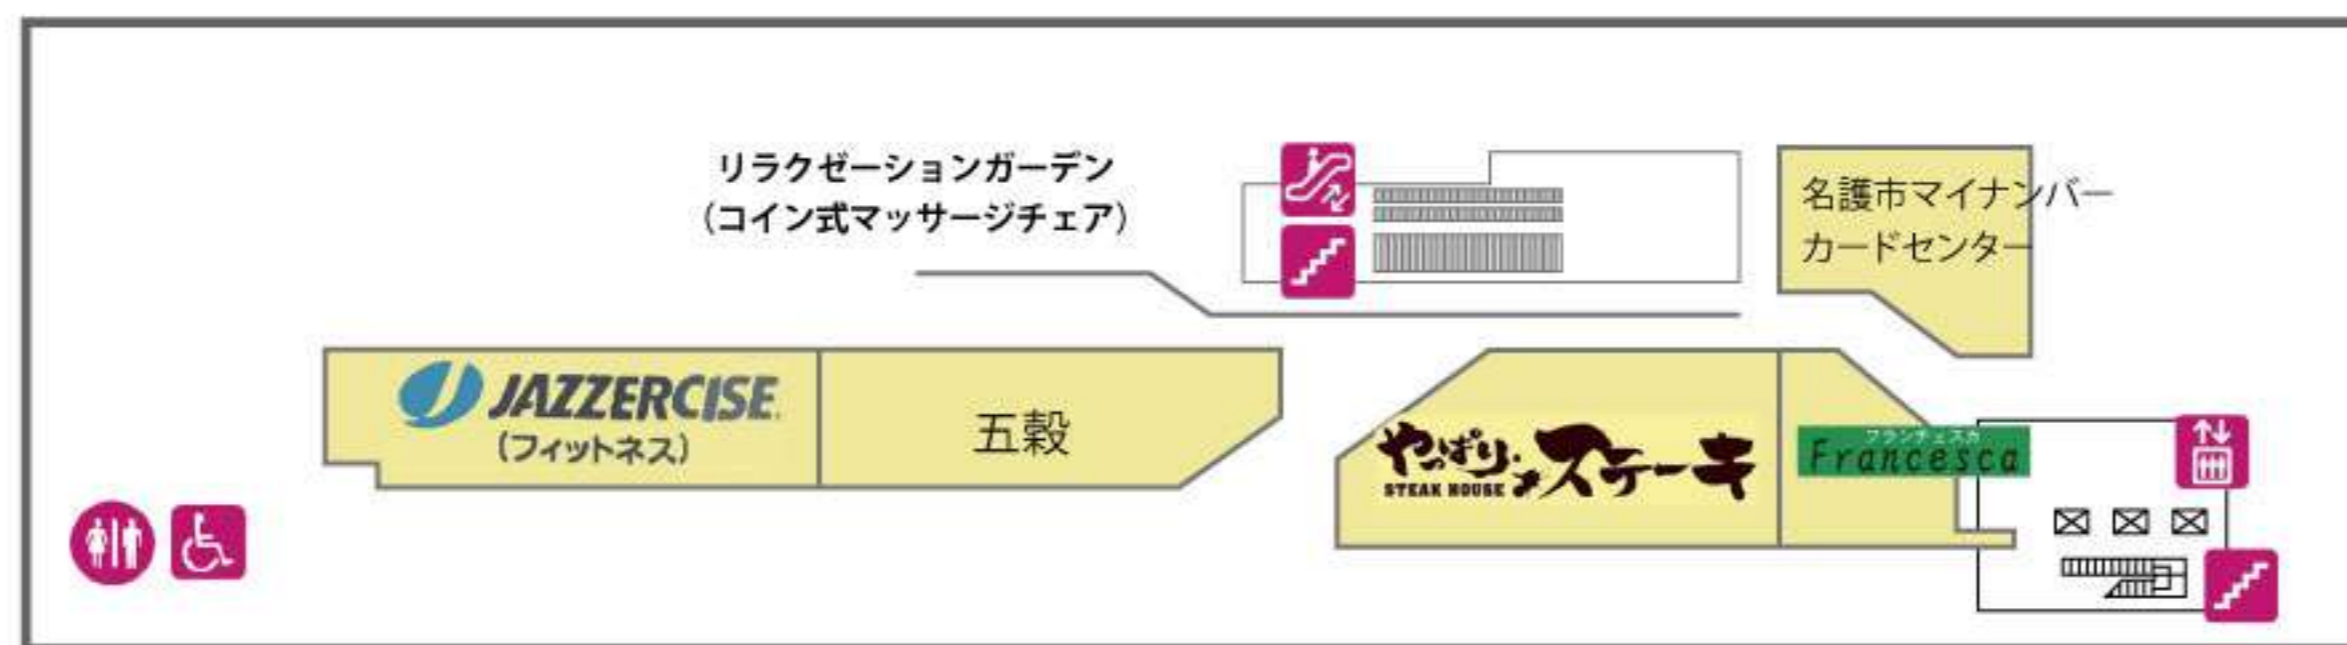 リラクゼーションガーデン
（コイン式マッサージチェア）
名護市マイナンバー
カードセンター
JAZZERCISE.
（フィットネス）
五穀
やっぱりステーキ
STEAK HOUSE
フランチェスカ
Francesca